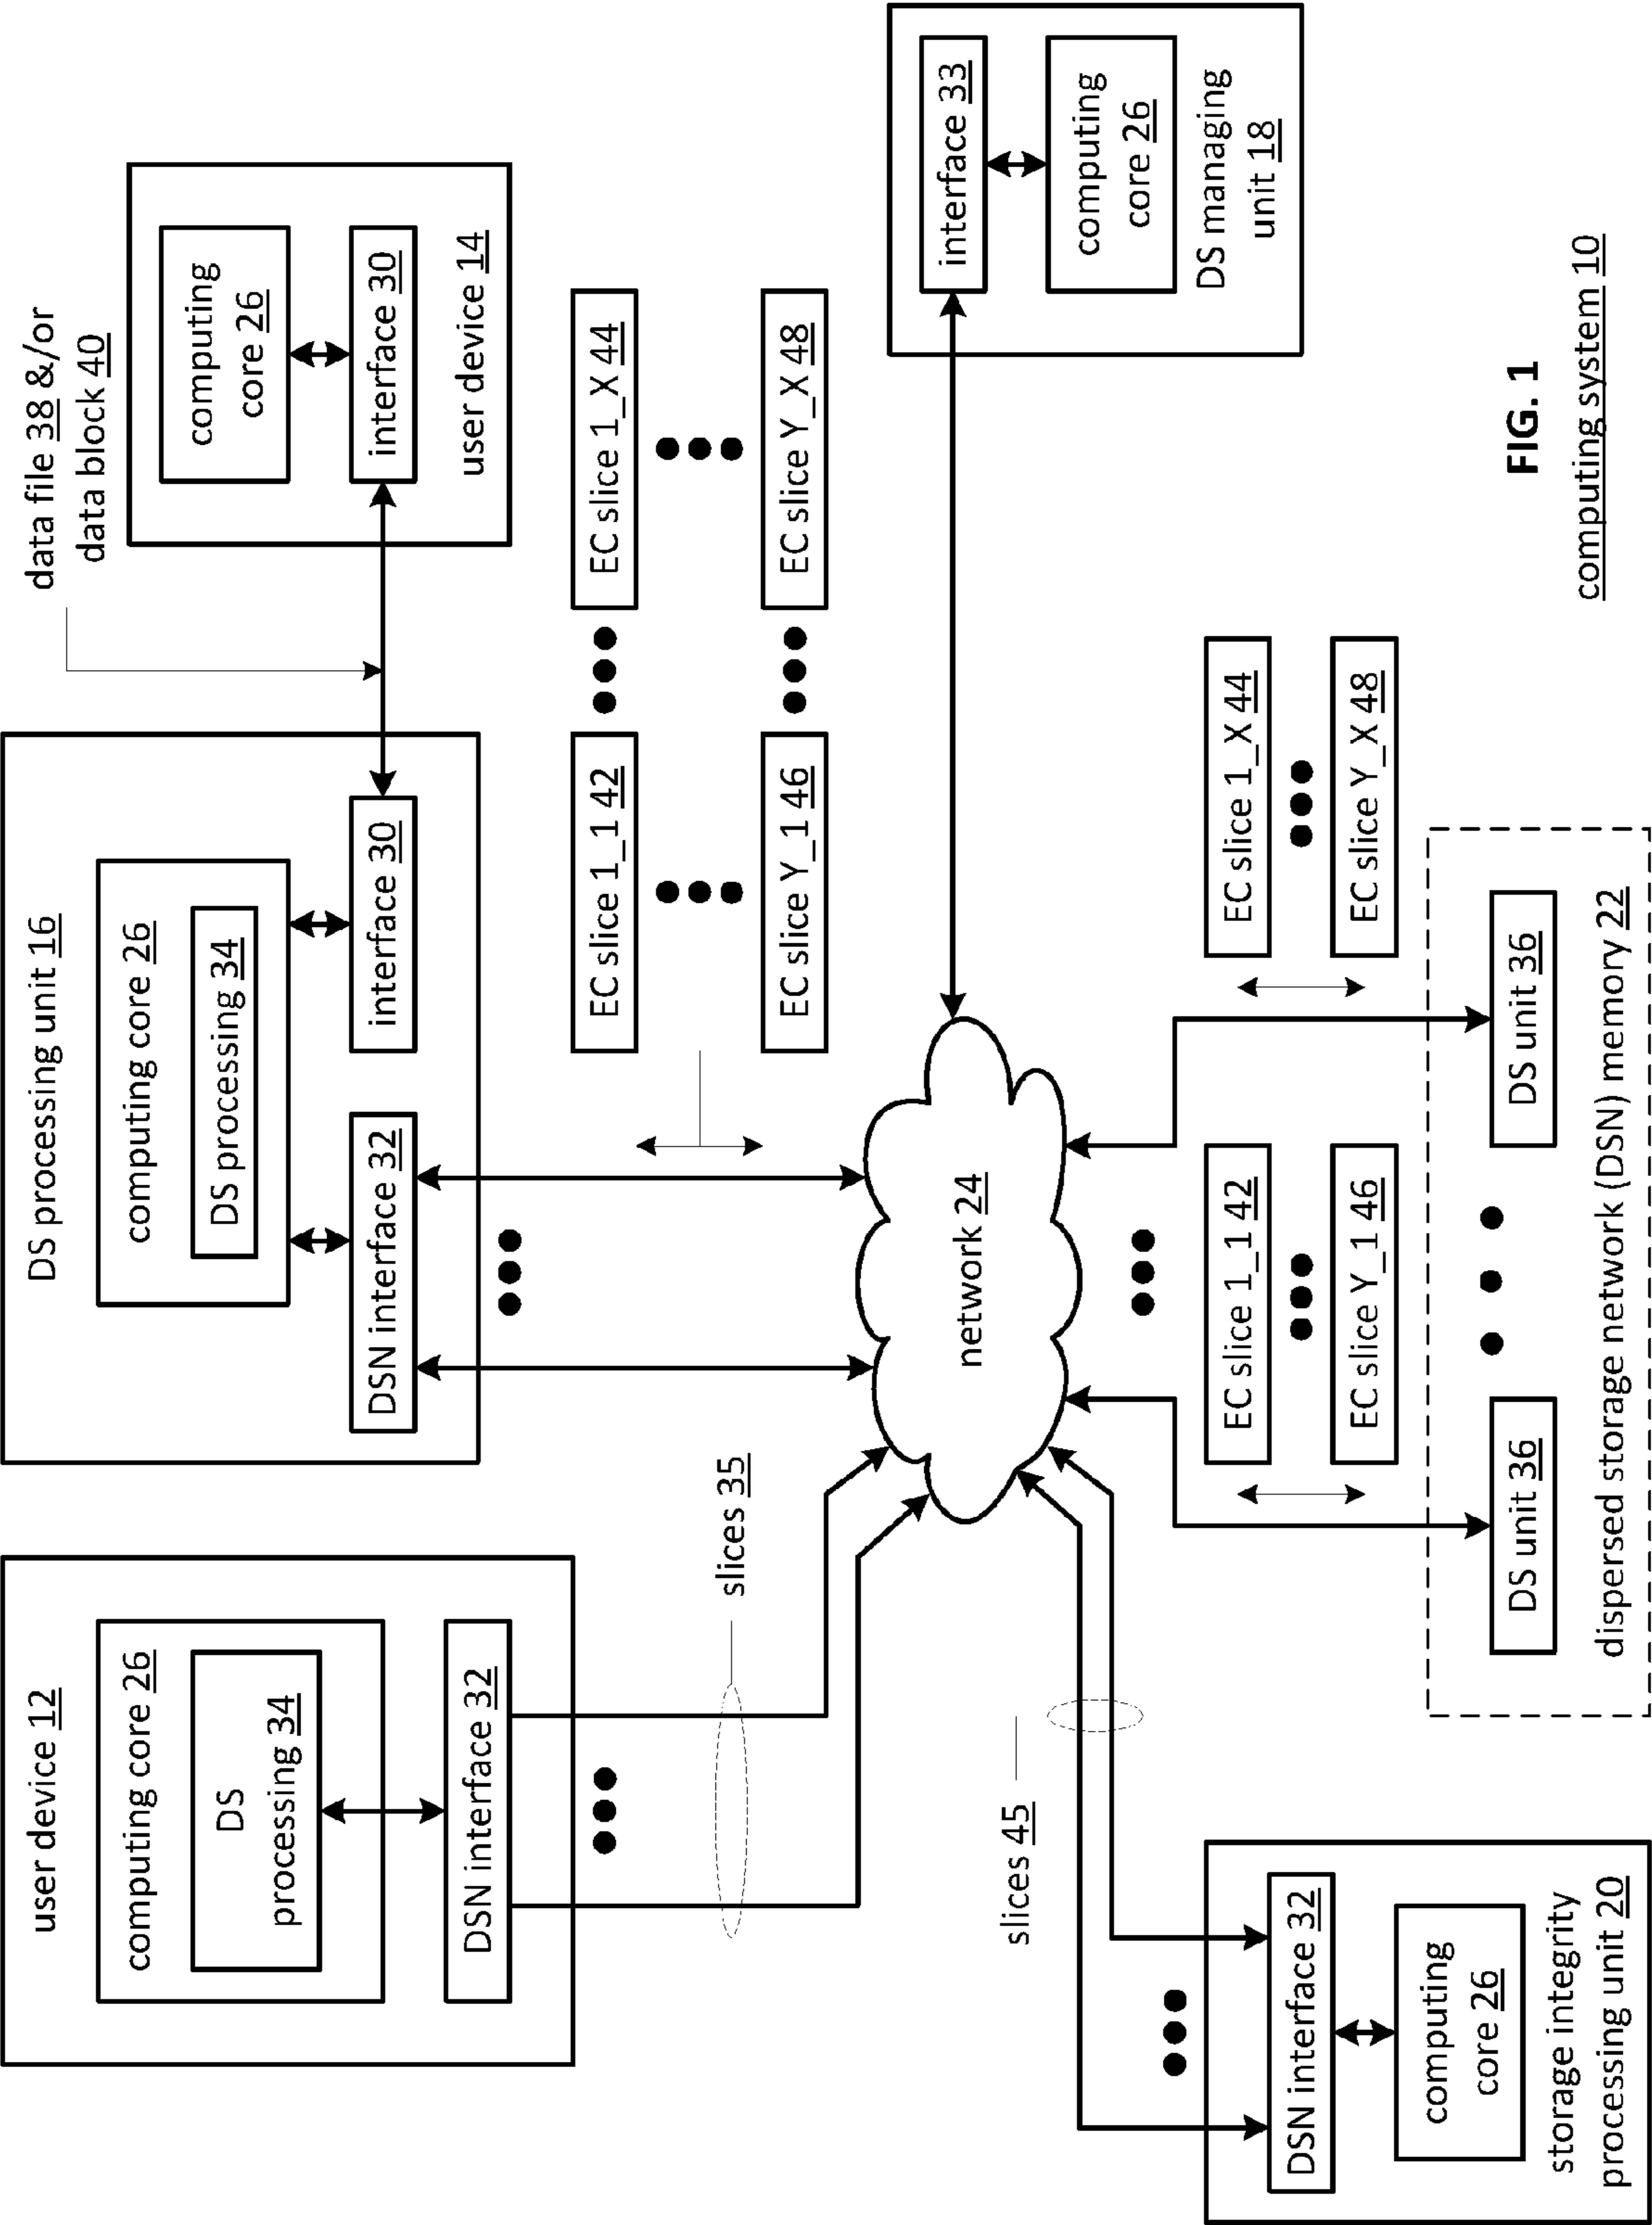 user device 12
computing core 26
DS
processing 34
DSN interface 32
slices 35
DS processing unit 16
computing core 26
DS processing 34
DSN interface 32
interface 30
data file 38 &/or
data block 40
computing
core 26
interface 30
user device 14
EC slice 1_1 42
EC slice 1_X 44
EC slice Y_1 46
EC slice Y_X 48
network 24
interface 33
computing
core 26
DS managing
unit 18
slices 45
DSN interface 32
computing
core 26
storage integrity
processing unit 20
EC slice 1_1 42
EC slice Y_1 46
EC slice 1_X 44
EC slice Y_X 48
DS unit 36
DS unit 36
dispersed storage network (DSN) memory 22
FIG. 1
computing system 10